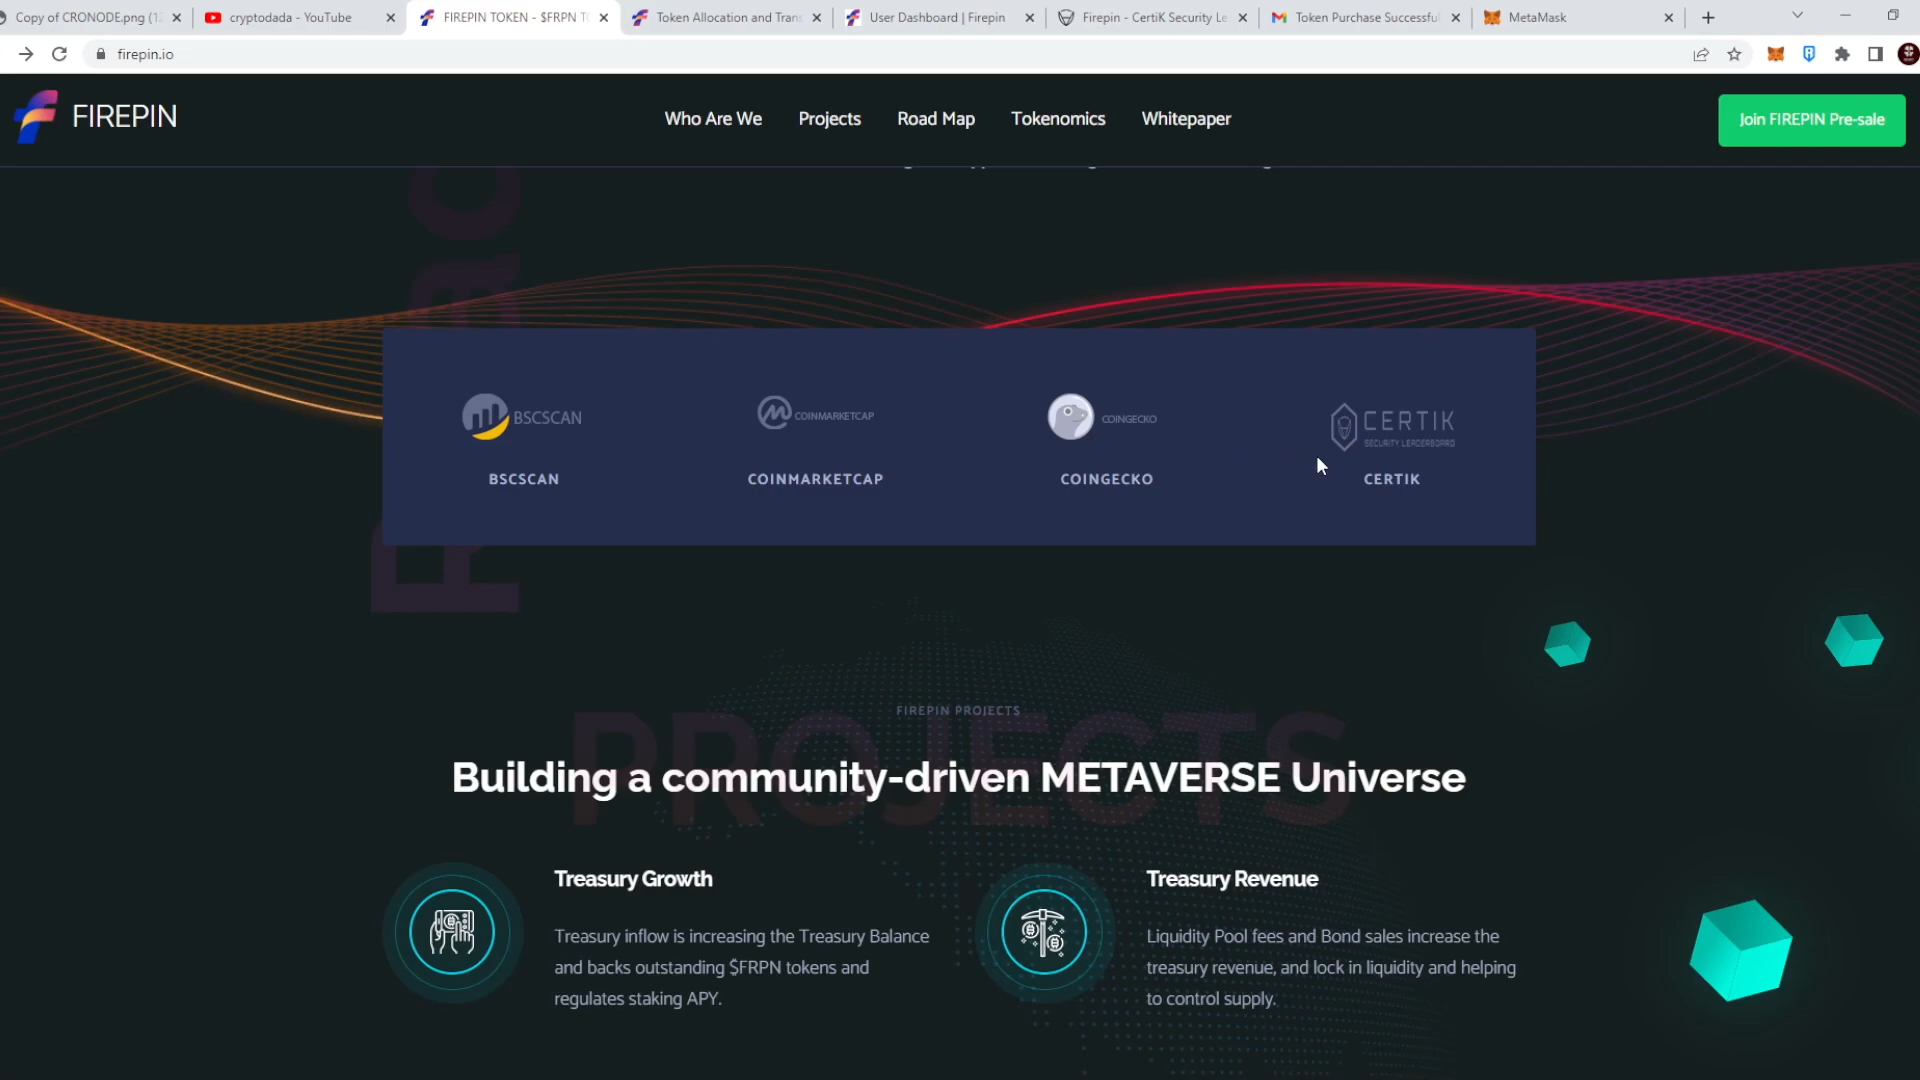 Copy of CRONODE.png (12
cryptodada - YouTube
FIREPIN TOKEN - $FRPN T
Token Allocation and Tran
User Dashboard | Firepin
Firepin - CertiK Security Le
Token Purchase Successful
MetaMask
firepin.io
FIREPIN
Who Are We
Projects
Road Map
Tokenomics
Whitepaper
Join FIREPIN Pre-sale
BSCSCAN
COINMARKETCAP
COINGECKO
CERTIK
SECURITY LEADERBOARD
BSCSCAN
COINMARKETCAP
COINGECKO
CERTIK
FIREPIN PROJECTS
PROJECTS
Building a community-driven METAVERSE Universe
Treasury Growth
Treasury inflow is increasing the Treasury Balance
and backs outstanding $FRPN tokens and
regulates staking APY.
Treasury Revenue
Liquidity Pool fees and Bond sales increase the
treasury revenue, and lock in liquidity and helping
to control supply.